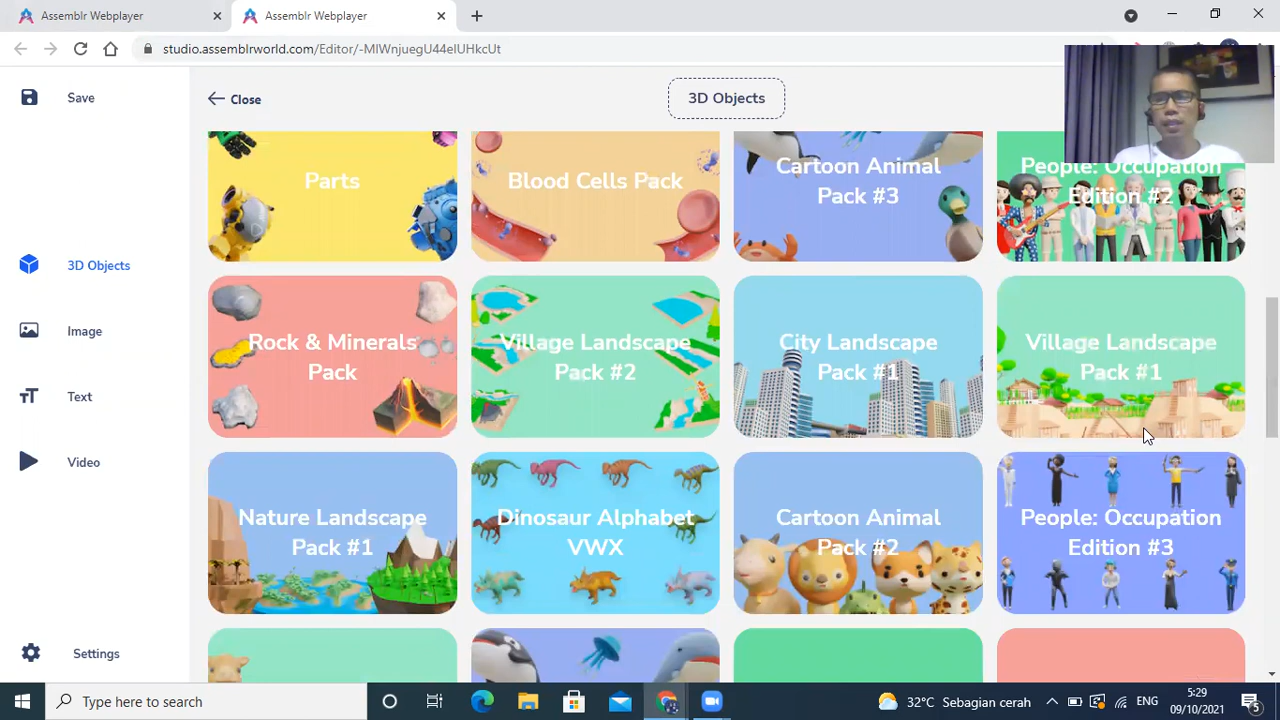 Assemblr Webplayer
Assemblr Webplayer
studio.assemblrworld.com/Editor/-MIWnjuegU44eIUHkcUt
Save
Close
3D Objects
Parts
Blood Cells Pack
Cartoon Animal
Pack #3
People: Occupation
Edition #2
3D Objects
Image
Text
Video
Settings
Rock & Minerals
Pack
Village Landscape
Pack #2
City Landscape
Pack #1
Village Landscape
Pack #1
Nature Landscape
Pack #1
Dinosaur Alphabet
VWX
Cartoon Animal
Pack #2
People: Occupation
Edition #3
Type here to search
32°C Sebagian cerah
ENG
5:29
09/10/2021
5